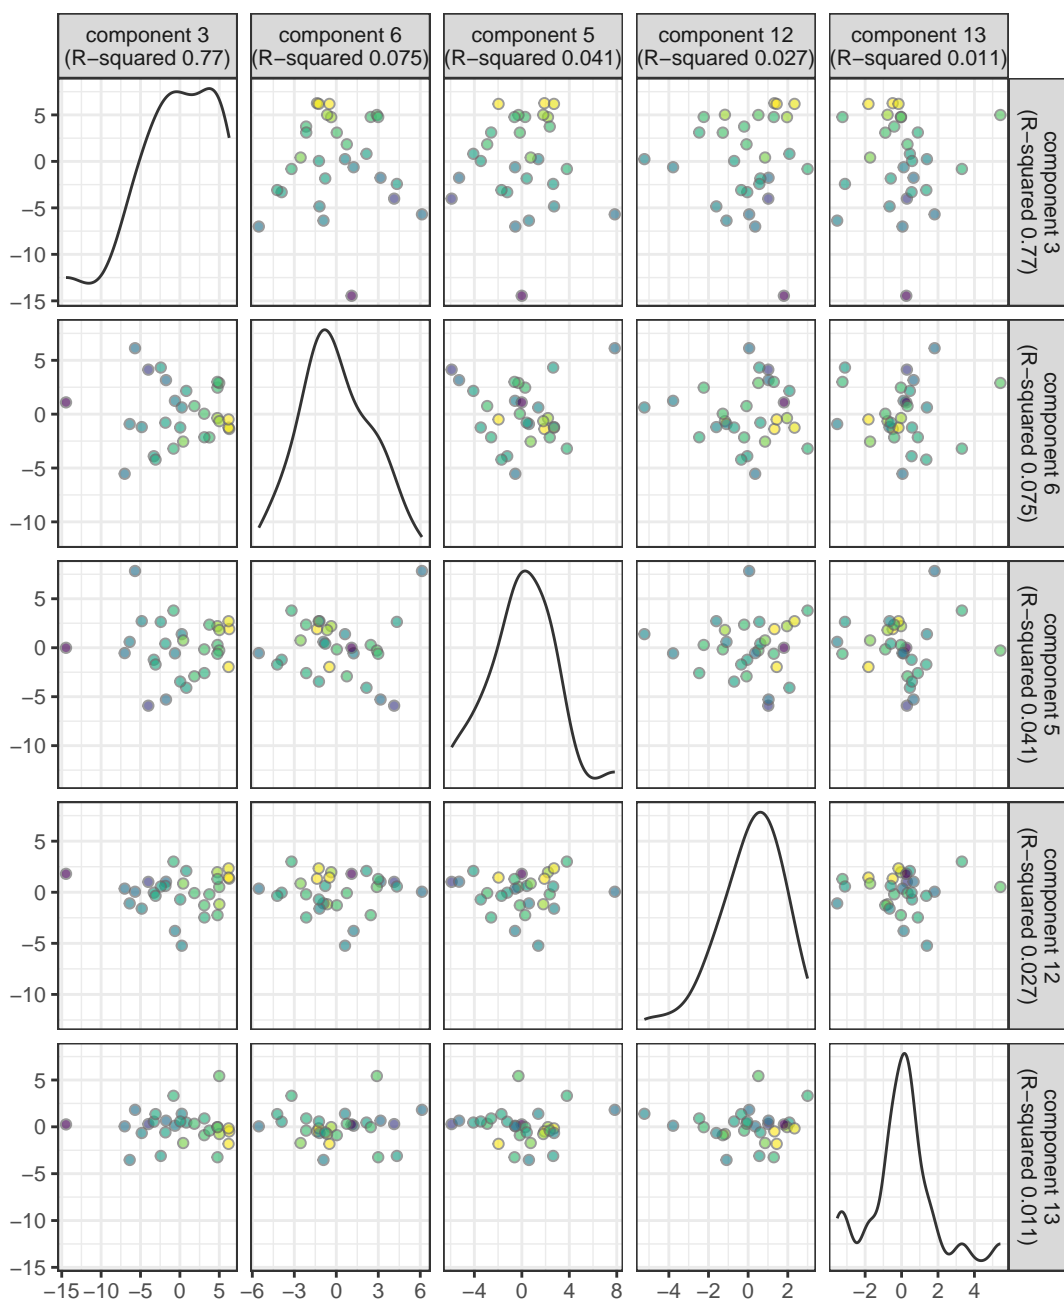 component 3
(R−squared 0.77)
component 6
(R−squared 0.075)
component 5
(R−squared 0.041)
component 12
(R−squared 0.027)
component 13
(R−squared 0.011)
5
0
−5
−10
−15
component 3
(R−squared 0.77)
5
0
−5
−10
component 6
(R−squared 0.075)
5
0
−5
−10
component 5
(R−squared 0.041)
5
0
−5
−10
component 12
(R−squared 0.027)
5
0
−5
−10
−15
component 13
(R−squared 0.011)
−15 −10 −5 0 5
−6 −3 0 3 6
−4 0 4 8
−4 −2 0 2
−2 0 2 4